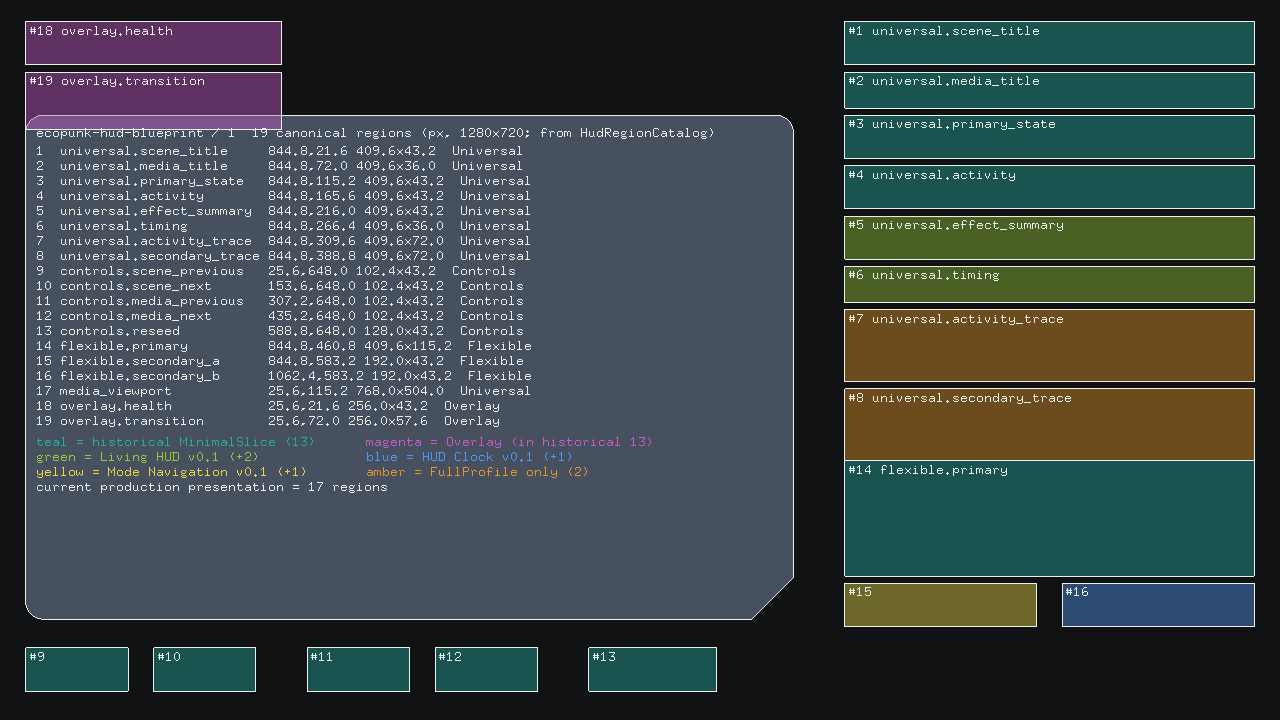 #18 overlay.health
#19 overlay.transition
ecopunk-hud-blueprint / 1  19 canonical regions (px, 1280x720; from HudRegionCatalog)
1  universal.scene_title     844.8,21.6 409.6x43.2  Universal
2  universal.media_title     844.8,72.0 409.6x36.0  Universal
3  universal.primary_state   844.8,115.2 409.6x43.2  Universal
4  universal.activity        844.8,165.6 409.6x43.2  Universal
5  universal.effect_summary  844.8,216.0 409.6x43.2  Universal
6  universal.timing          844.8,266.4 409.6x36.0  Universal
7  universal.activity_trace  844.8,309.6 409.6x72.0  Universal
8  universal.secondary_trace 844.8,388.8 409.6x72.0  Universal
9  controls.scene_previous   25.6,648.0 102.4x43.2  Controls
10 controls.scene_next       153.6,648.0 102.4x43.2  Controls
11 controls.media_previous   307.2,648.0 102.4x43.2  Controls
12 controls.media_next       435.2,648.0 102.4x43.2  Controls
13 controls.reseed           588.8,648.0 128.0x43.2  Controls
14 flexible.primary          844.8,460.8 409.6x115.2  Flexible
15 flexible.secondary_a      844.8,583.2 192.0x43.2  Flexible
16 flexible.secondary_b      1062.4,583.2 192.0x43.2  Flexible
17 media_viewport            25.6,115.2 768.0x504.0  Universal
18 overlay.health            25.6,21.6 256.0x43.2  Overlay
19 overlay.transition        25.6,72.0 256.0x57.6  Overlay
teal = historical MinimalSlice (13)      magenta = Overlay (in historical 13)
green = Living HUD v0.1 (+2)             blue = HUD Clock v0.1 (+1)
yellow = Mode Navigation v0.1 (+1)       amber = FullProfile only (2)
current production presentation = 17 regions
#1 universal.scene_title
#2 universal.media_title
#3 universal.primary_state
#4 universal.activity
#5 universal.effect_summary
#6 universal.timing
#7 universal.activity_trace
#8 universal.secondary_trace
#14 flexible.primary
#15
#16
#9
#10
#11
#12
#13